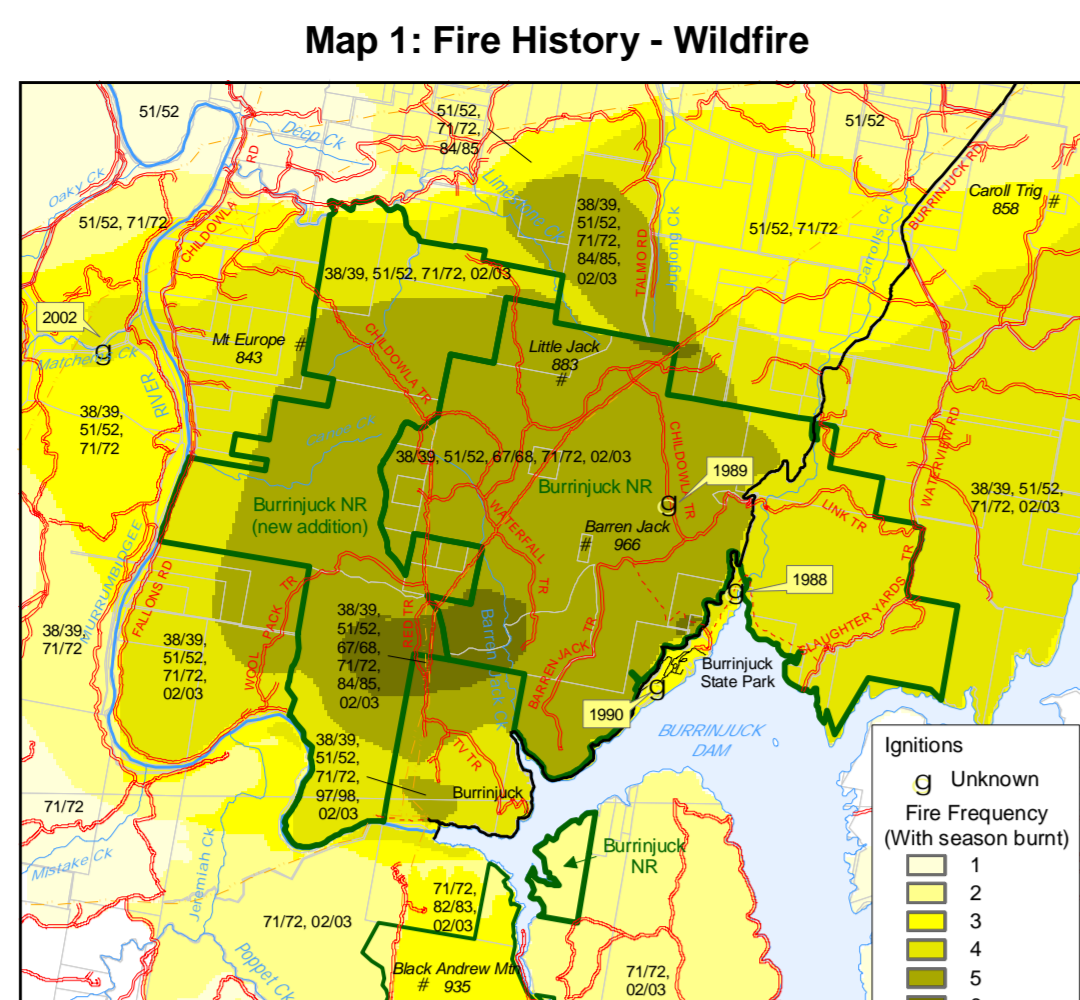 Map 1: Fire History - Wildfire
51/52
Deep Ck
51/52,
71/72,
84/85
51/52
Oaky Ck
RD
CHILDOWLA
Limestone Ck
BURRINJUCK RD
Caroll Trig
858 #
38/39,
51/52,
71/72,
84/85,
02/03
51/52, 71/72
TALMO RD
Jugiong Ck
51/52, 71/72
Carrolls Ck
38/39, 51/52, 71/72, 02/03
2002
g
Matchems Ck
Mt Europe
843 #
CHILDOWLA TR
Little Jack
883
#
RIVER
38/39,
51/52,
71/72
Canoe Ck
38/39, 51/52, 67/68, 71/72, 02/03
CHILDOWL
TR
1989
g
WATERVIEW RD
Burrinjuck NR
Burrinjuck NR
(new addition)
38/39, 51/52,
71/72, 02/03
WATERFALL
TR
Barren Jack
# 966
LINK TR
TR
MURRUMBIDGEE
FALLONS RD
WOOL PACK TR
1988
g
SLAUGHTER YARDS
38/39,
71/72
38/39,
51/52,
71/72,
02/03
38/39,
51/52,
67/68,
71/72,
84/85,
02/03
RED TR
Barren Jack Ck
BARREN JACK TR
Burrinjuck
State Park
g
1990
BURRINJUCK
DAM
38/39,
51/52,
71/72,
97/98,
02/03
TV TR
Burrinjuck
71/72
Mistake Ck
Jeremiah Ck
Burrinjuck
NR
71/72, 02/03
71/72,
82/83,
02/03
Poppet Ck
Black Andrew Mtn
# 935
71/72,
02/03
Ignitions
g Unknown
Fire Frequency
(With season burnt)
1
2
3
4
5